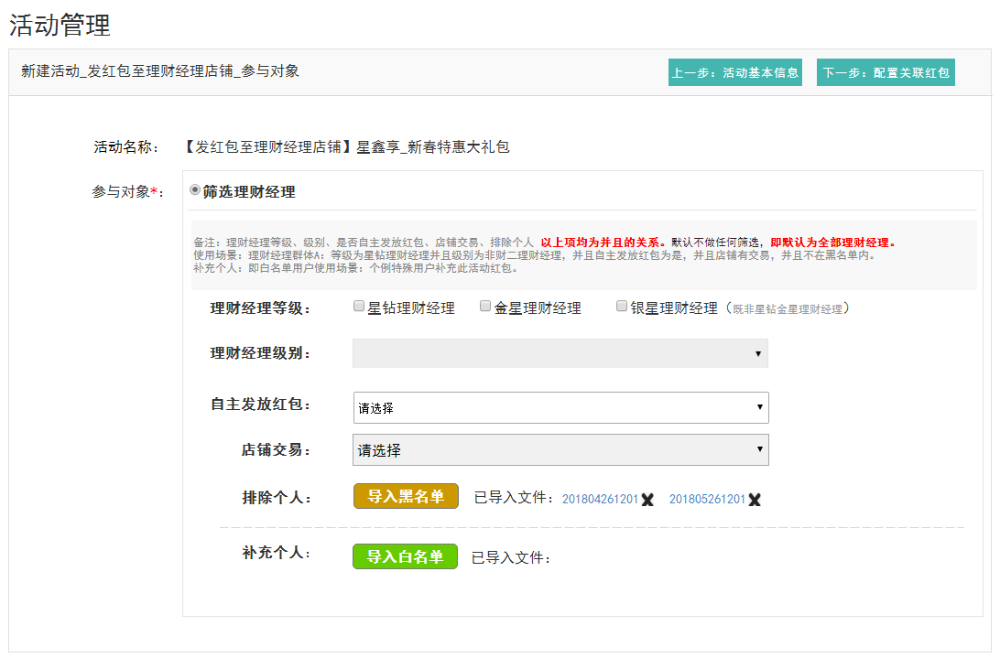 活动管理
新建活动_发红包至理财经理店铺_参与对象
上一步：活动基本信息
下一步：配置关联红包
活动名称：
【发红包至理财经理店铺】星鑫享_新春特惠大礼包
参与对象*：
筛选理财经理
备注：理财经理等级、级别、是否自主发放红包、店铺交易、排除个人 以上项均为并且的关系。默认不做任何筛选，即默认为全部理财经理。
使用场景：理财经理群体A：等级为星钻理财经理并且级别为非财二理财经理，并且自主发放红包为是，并且店铺有交易，并且不在黑名单内。
补充个人：即白名单用户使用场景：个例特殊用户补充此活动红包。
理财经理等级：
星钻理财经理
金星理财经理
银星理财经理（既非星钻金星理财经理）
理财经理级别：
自主发放红包：
请选择
店铺交易：
请选择
排除个人：
导入黑名单
已导入文件：
201804261201
201805261201
补充个人：
导入白名单
已导入文件：